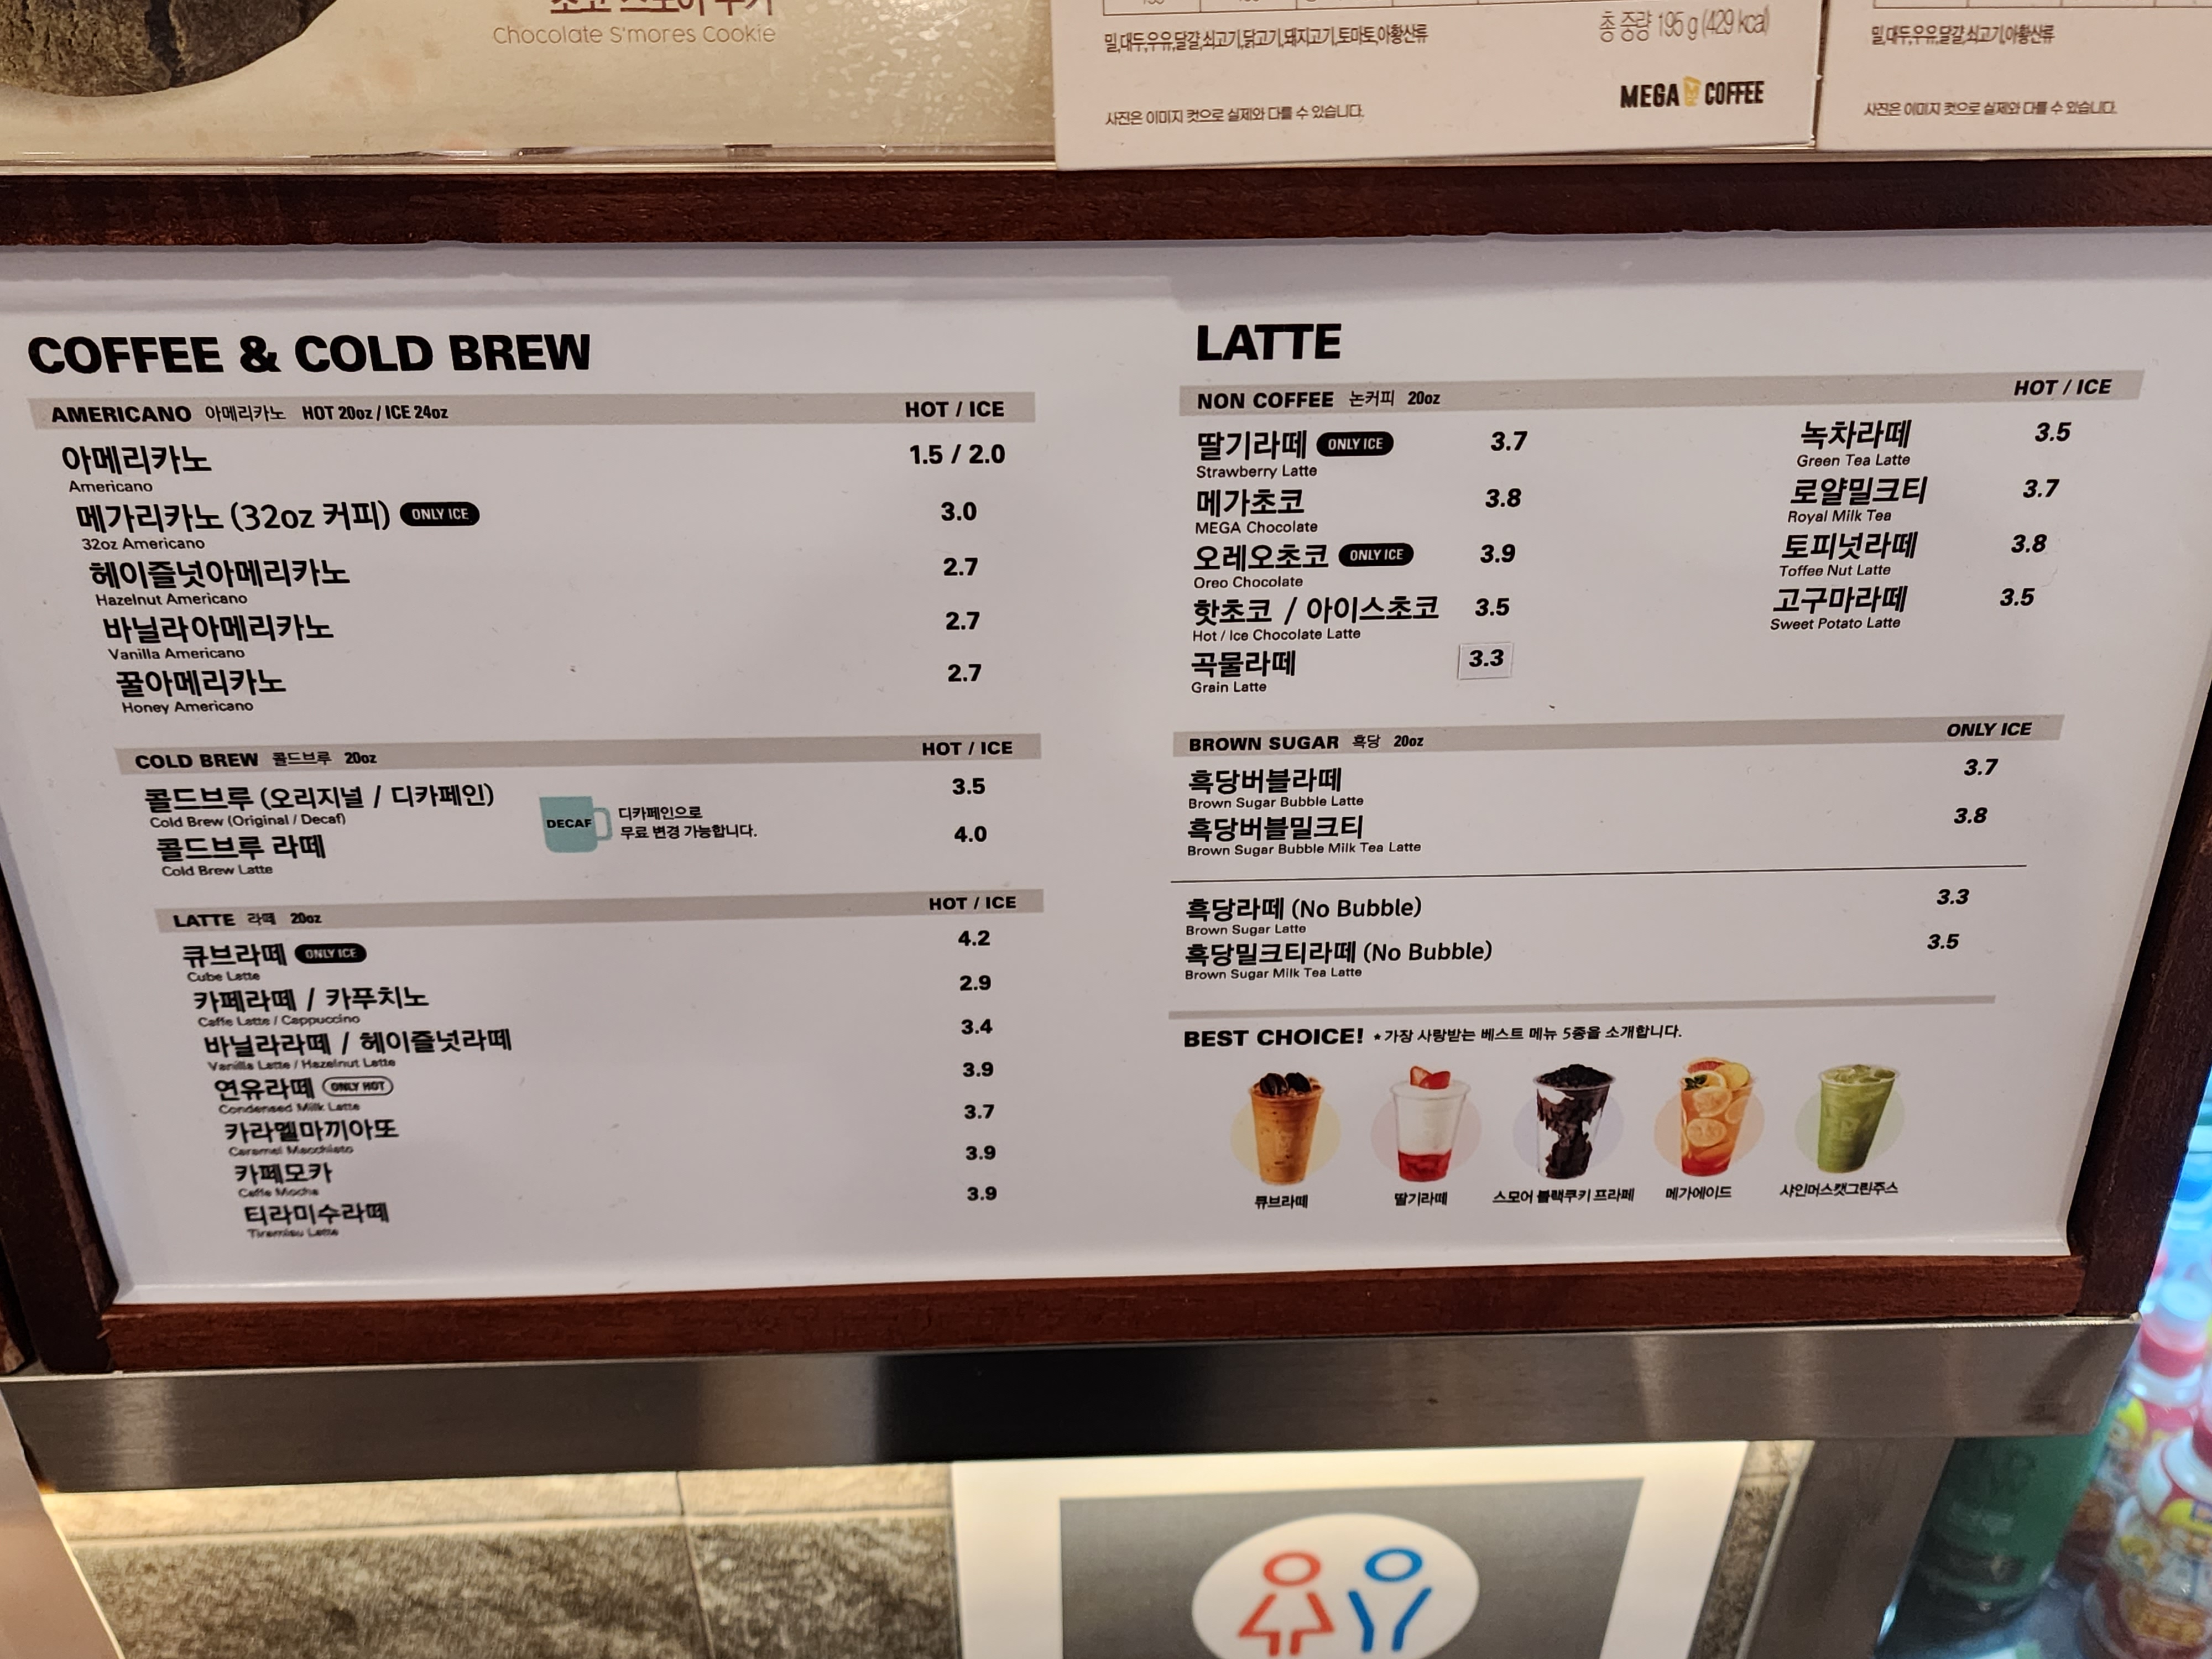 Chocolate S'mores Cookie
밀,대두,우유,달걀,쇠고기,닭고기,돼지고기,토마토,아황산류
총 중량 195 g (429 kcal)
사진은 이미지 컷으로 실제와 다를 수 있습니다.
MEGA COFFEE
밀,대두,우유,달걀,쇠고기,아황산류
사진은 이미지 컷으로 실제와 다를 수 있습니다.
COFFEE & COLD BREW
AMERICANO 아메리카노 HOT 20oz / ICE 24oz HOT / ICE
아메리카노 1.5 / 2.0
Americano
메가리카노 (32oz 커피) ONLY ICE 3.0
32oz Americano
헤이즐넛아메리카노 2.7
Hazelnut Americano
바닐라아메리카노 2.7
Vanilla Americano
꿀아메리카노 2.7
Honey Americano
COLD BREW 콜드브루 20oz HOT / ICE
콜드브루 (오리지널 / 디카페인) 3.5
Cold Brew (Original / Decaf)
콜드브루 라떼 4.0
Cold Brew Latte
DECAF
디카페인으로
무료 변경 가능합니다.
LATTE 라떼 20oz HOT / ICE
큐브라떼 ONLY ICE 4.2
Cube Latte
카페라떼 / 카푸치노 2.9
Caffe Latte / Cappuccino
바닐라라떼 / 헤이즐넛라떼 3.4
Vanilla Latte / Hazelnut Latte
연유라떼 ONLY HOT 3.9
Condensed Milk Latte
카라멜마끼아또 3.7
Caramel Macchiato
카페모카 3.9
Caffe Mocha
티라미수라떼 3.9
Tiramisu Latte
LATTE
NON COFFEE 논커피 20oz HOT / ICE
딸기라떼 ONLY ICE 3.7
Strawberry Latte
메가초코 3.8
MEGA Chocolate
오레오초코 ONLY ICE 3.9
Oreo Chocolate
핫초코 / 아이스초코 3.5
Hot / Ice Chocolate Latte
곡물라떼 3.3
Grain Latte
녹차라떼 3.5
Green Tea Latte
로얄밀크티 3.7
Royal Milk Tea
토피넛라떼 3.8
Toffee Nut Latte
고구마라떼 3.5
Sweet Potato Latte
BROWN SUGAR 흑당 20oz ONLY ICE
흑당버블라떼 3.7
Brown Sugar Bubble Latte
흑당버블밀크티 3.8
Brown Sugar Bubble Milk Tea Latte
흑당라떼 (No Bubble) 3.3
Brown Sugar Latte
흑당밀크티라떼 (No Bubble) 3.5
Brown Sugar Milk Tea Latte
BEST CHOICE! *가장 사랑받는 베스트 메뉴 5종을 소개합니다.
큐브라떼 딸기라떼 스모어 블랙쿠키 프라페 메가에이드 샤인머스캣그린주스